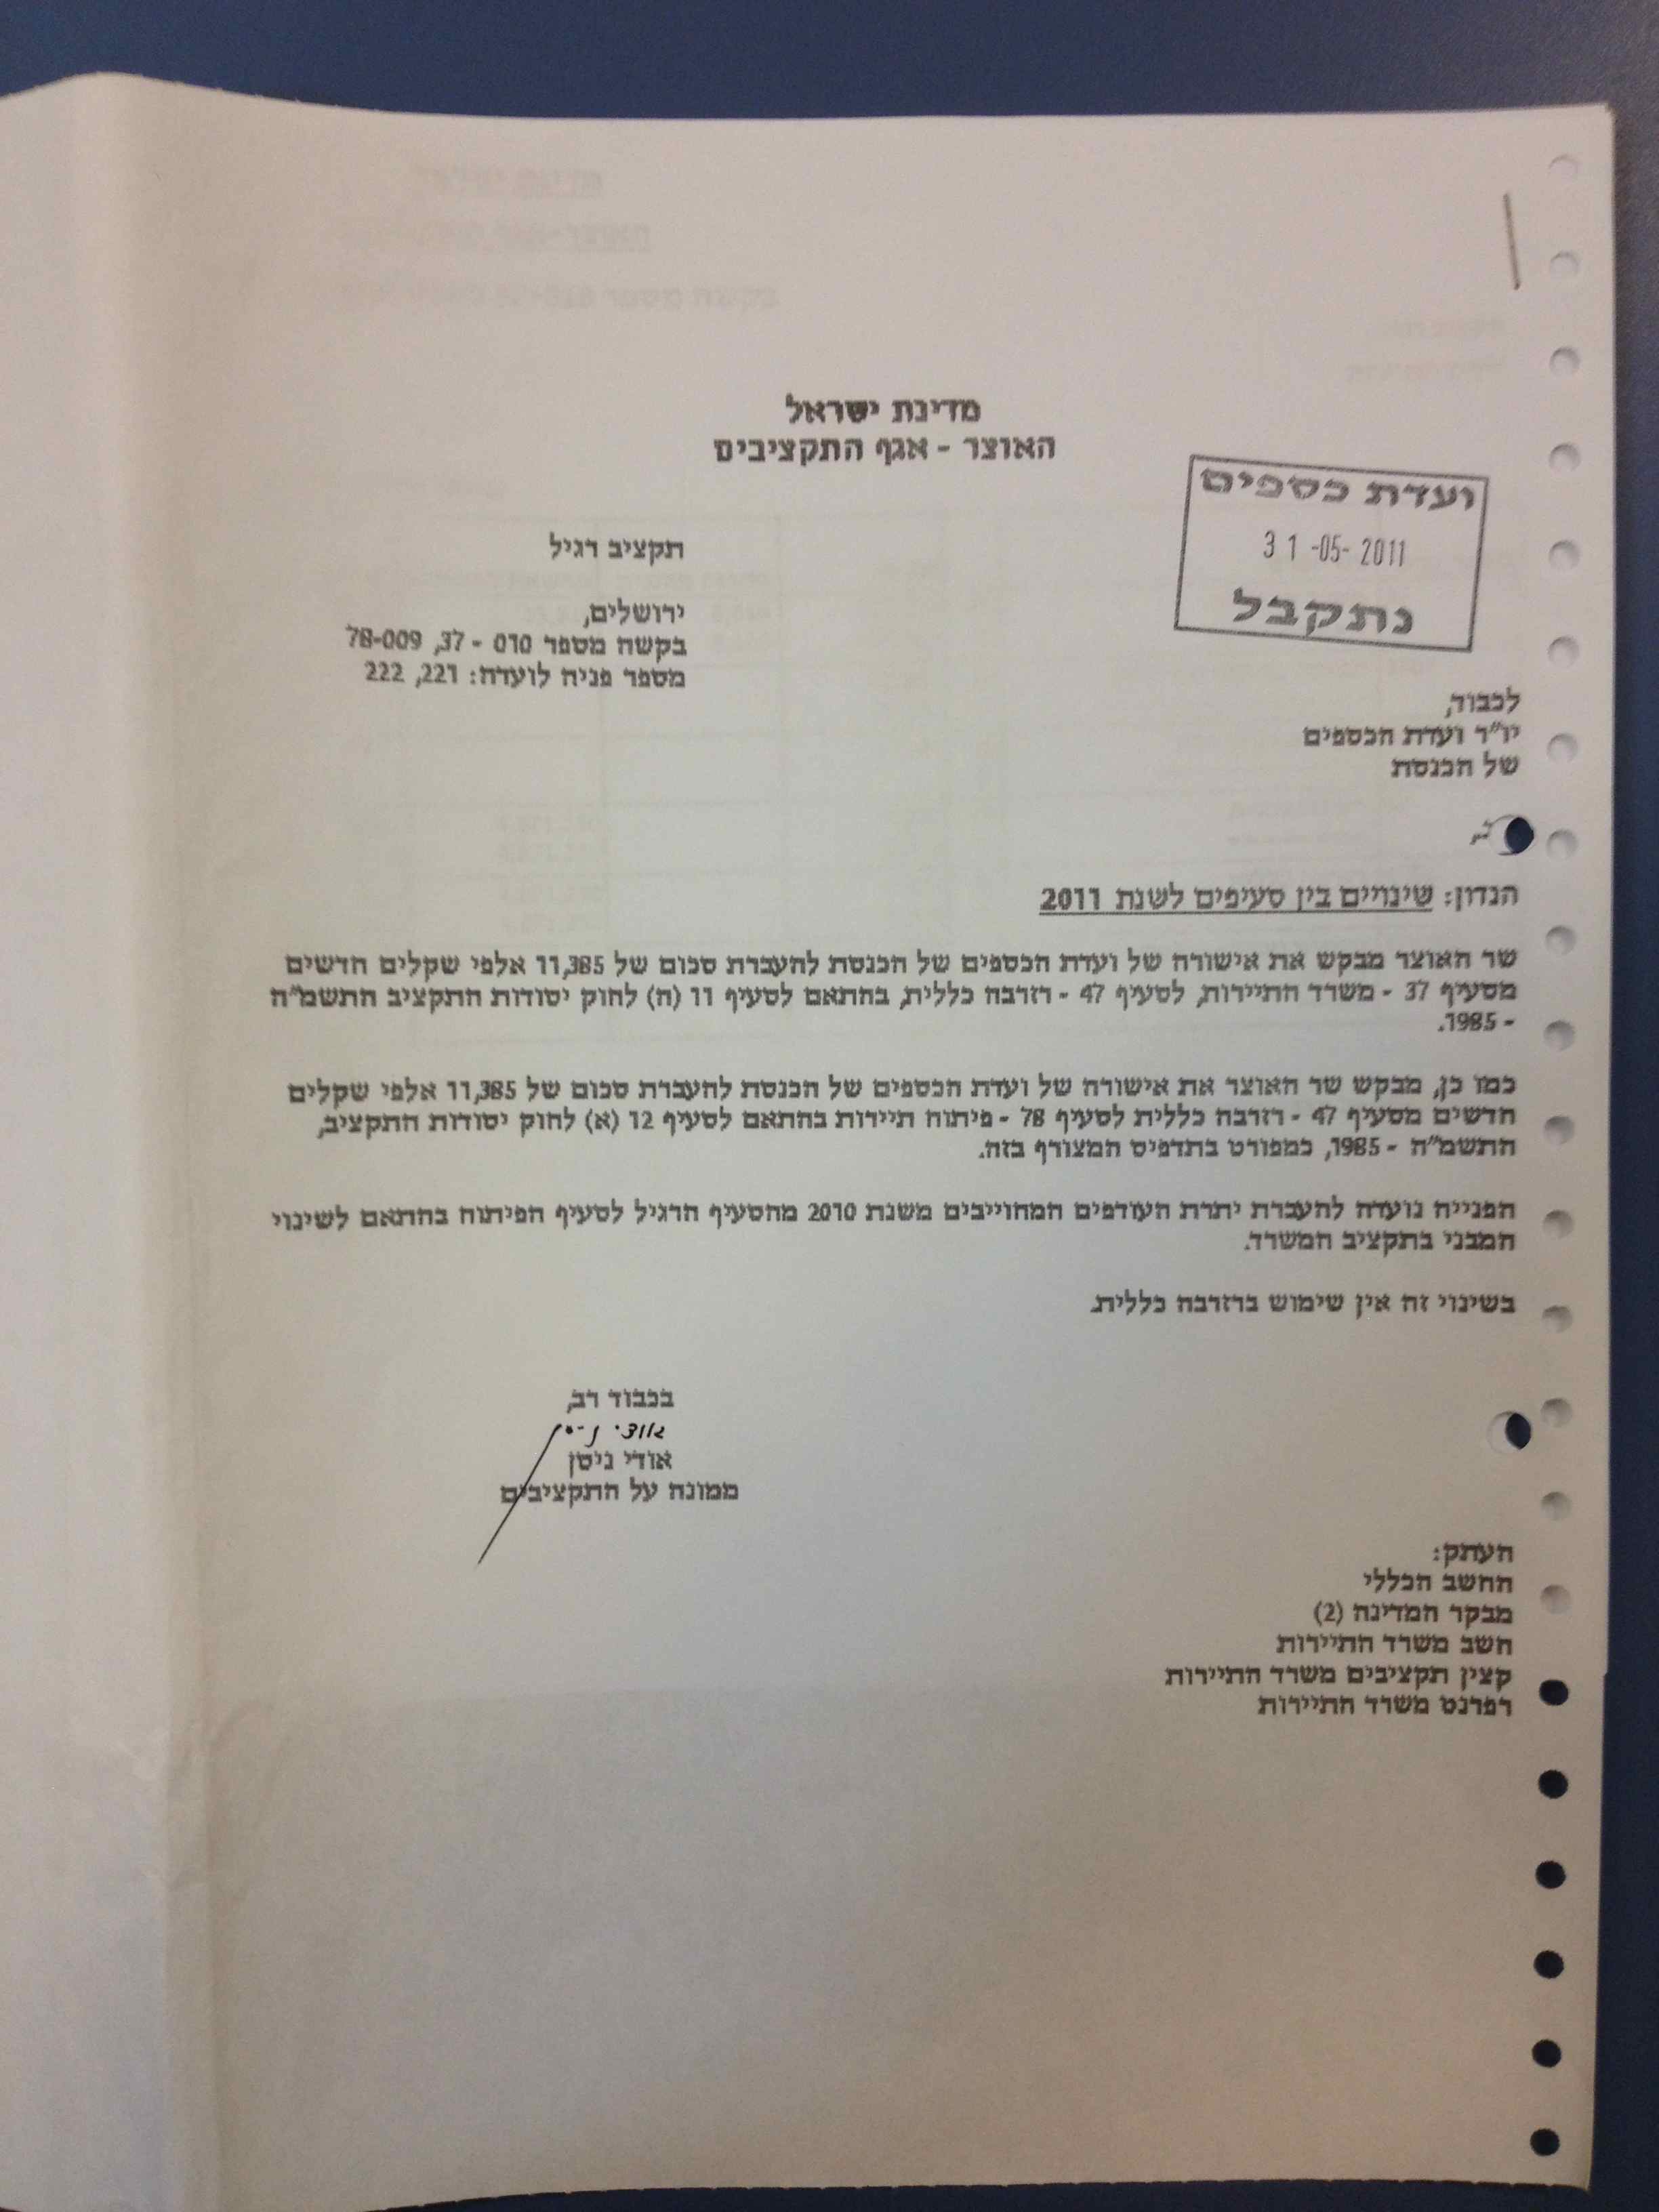 מדינת ישראל
האוצר - אגף התקציבים
ועדת כספים
31-05-2011
נתקבל
תקציב רגיל
ירושלים,
בקשה מספר 010 - 37, 78-009
מספר פניה לועדה: 221, 222
לכבוד,
יו"ר ועדת הכספים
של הכנסת
הנדון: שינויים בין סעיפים לשנת 2011
שר האוצר מבקש את אישורה של ועדת הכספים של הכנסת להעברת סכום של 11,385 אלפי שקלים חדשים
מסעיף 37 - משרד התיירות, לסעיף 47 - רזרבה כללית, בהתאם לסעיף 11 (ה) לחוק יסודות התקציב התשמ"ה
- 1985.
כמו כן, מבקש שר האוצר את אישורה של ועדת הכספים של הכנסת להעברת סכום של 11,385 אלפי שקלים
חדשים מסעיף 47 - רזרבה כללית לסעיף 78 - פיתוח תיירות בהתאם לסעיף 12 (א) לחוק יסודות התקציב,
התשמ"ה - 1985, כמפורט בתדפיס המצורף בזה.
הפנייה נועדה להעברת יתרת העודפים המחוייבים משנת 2010 מהסעיף הרגיל לסעיף הפיתוח בהתאם לשינוי
המבני בתקציב המשרד.
בשינוי זה אין שימוש ברזרבה כללית.
בכבוד רב,
אודי ניסן
אודי ניסן
ממונה על התקציבים
העתק:
החשב הכללי
מבקר המדינה (2)
חשב משרד התיירות
קצין תקציבים משרד התיירות
רפרנט משרד התיירות